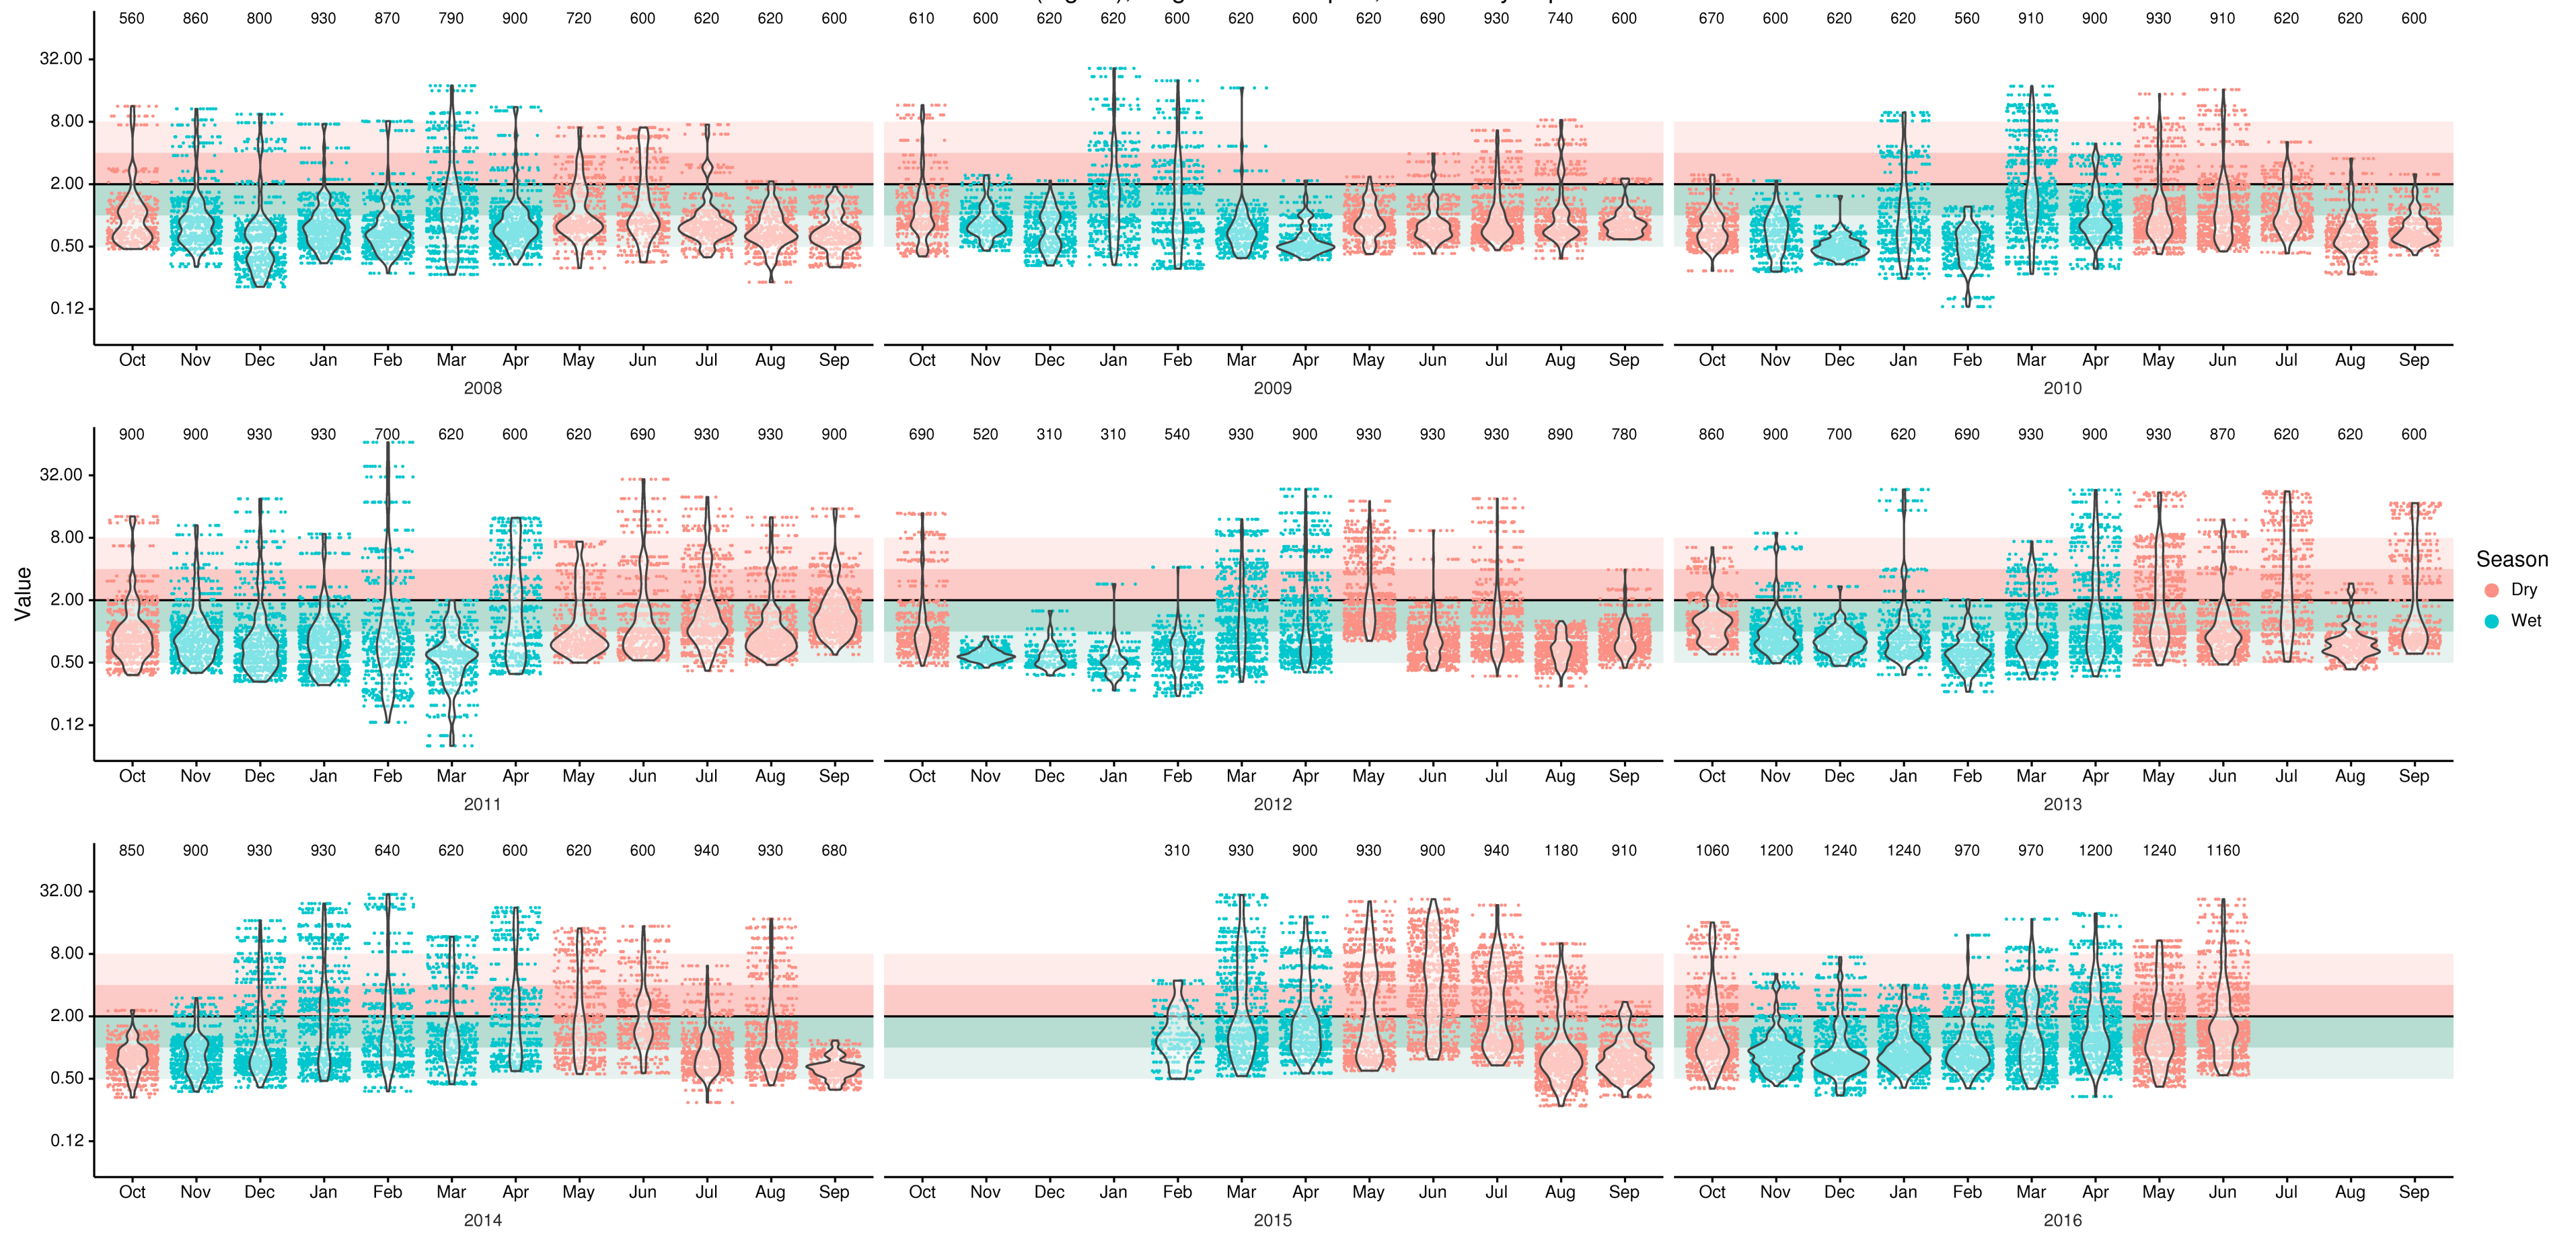 560 860 800 930 870 790 900 720 600 620 620 600 610 600 620 620 600 620 600 620 690 930 740 600 670 600 620 620 560 910 900 930 910 620 620 600
32.00
8.00
2.00
0.50
0.12
Oct Nov Dec Jan Feb Mar Apr May Jun Jul Aug Sep Oct Nov Dec Jan Feb Mar Apr May Jun Jul Aug Sep Oct Nov Dec Jan Feb Mar Apr May Jun Jul Aug Sep
2008 2009 2010
900 900 930 930 700 620 600 620 690 930 930 900 690 520 310 310 540 930 900 930 930 930 890 780 860 900 700 620 690 930 900 930 870 620 620 600
32.00
8.00
2.00
0.50
0.12
Value
Oct Nov Dec Jan Feb Mar Apr May Jun Jul Aug Sep Oct Nov Dec Jan Feb Mar Apr May Jun Jul Aug Sep Oct Nov Dec Jan Feb Mar Apr May Jun Jul Aug Sep
2011 2012 2013
850 900 930 930 640 620 600 620 600 940 930 680 310 930 900 930 900 940 1180 910 1060 1200 1240 1240 970 970 1200 1240 1160
32.00
8.00
2.00
0.50
0.12
Oct Nov Dec Jan Feb Mar Apr May Jun Jul Aug Sep Oct Nov Dec Jan Feb Mar Apr May Jun Jul Aug Sep Oct Nov Dec Jan Feb Mar Apr May Jun Jul Aug Sep
2014 2015 2016
Season
Dry
Wet